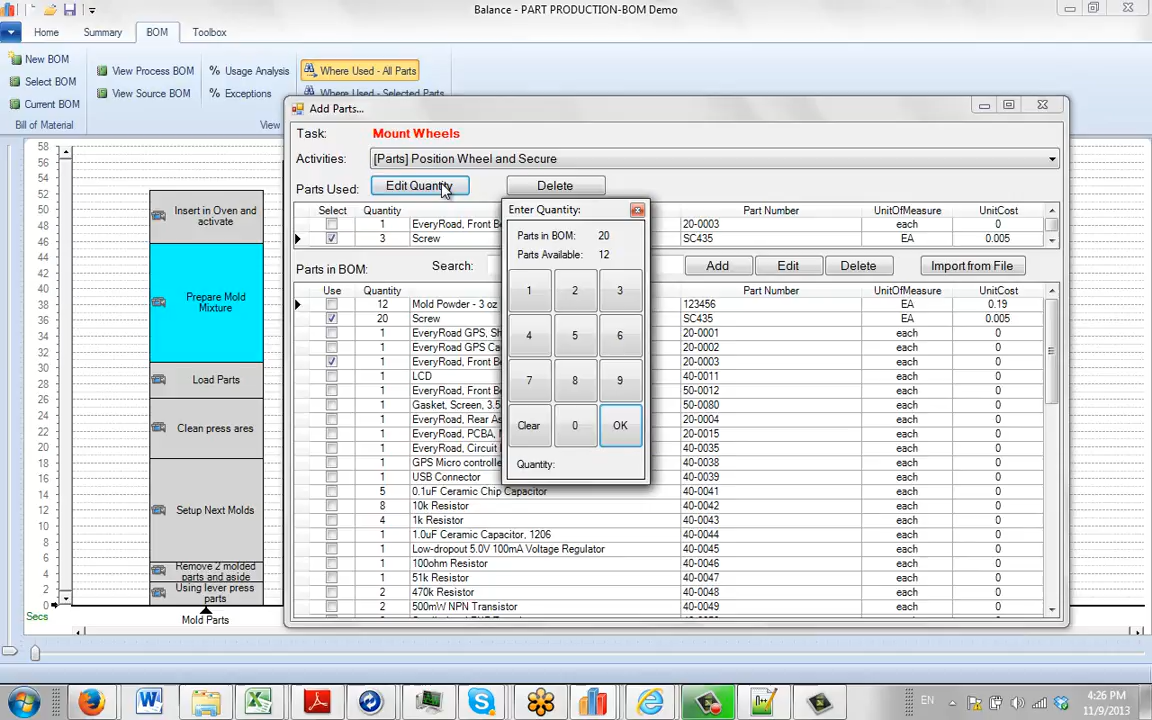 Balance - PART PRODUCTION-BOM Demo
Home Summary BOM Toolbox
New BOM
Select BOM
Current BOM
Bill of Material
View Process BOM
View Source BOM
% Usage Analysis
% Exceptions
Where Used - All Parts
Where Used - Selected Parts
View
Add Parts...
Task: Mount Wheels
Activities: [Parts] Position Wheel and Secure
Parts Used: Edit Quantity Delete
Select Quantity Part Number UnitOfMeasure UnitCost
1 EveryRoad, Front Be 20-0003 each 0
3 Screw SC435 EA 0.005
Parts in BOM: Search: Add Edit Delete Import from File
Use Quantity Part Number UnitOfMeasure UnitCost
12 Mold Powder - 3 oz 123456 EA 0.19
20 Screw SC435 EA 0.005
1 EveryRoad GPS, Sh 20-0001 each 0
1 EveryRoad GPS Ca 20-0002 each 0
1 EveryRoad, Front Be 20-0003 each 0
1 LCD 40-0011 each 0
1 EveryRoad, Front Be 50-0012 each 0
1 Gasket, Screen, 3.5 50-0080 each 0
1 EveryRoad, Rear As 20-0004 each 0
1 EveryRoad, PCBA, M 20-0015 each 0
1 EveryRoad, Circuit 40-0035 each 0
1 GPS Micro controlle 40-0038 each 0
1 USB Connector 40-0039 each 0
5 0.1uF Ceramic Chip Capacitor 40-0041 each 0
8 10k Resistor 40-0042 each 0
4 1k Resistor 40-0043 each 0
1 1.0uF Ceramic Capacitor, 1206 40-0044 each 0
1 Low-dropout 5.0V 100mA Voltage Regulator 40-0045 each 0
1 100ohm Resistor 40-0046 each 0
1 51k Resistor 40-0047 each 0
2 470k Resistor 40-0048 each 0
2 500mW NPN Transistor 40-0049 each 0
Enter Quantity:
Parts in BOM: 20
Parts Available: 12
1 2 3
4 5 6
7 8 9
Clear 0 OK
Quantity:
58
56
54
52
50
48
46
44
42
40
38
36
34
32
30
28
26
24
22
20
18
16
14
12
10
8
6
4
2
0
Secs
Insert in Oven and
activate
Prepare Mold
Mixture
Load Parts
Clean press area
Setup Next Molds
Remove 2 molded
parts and aside
Using lever press
parts
Mold Parts
EN
4:26 PM
11/9/2013